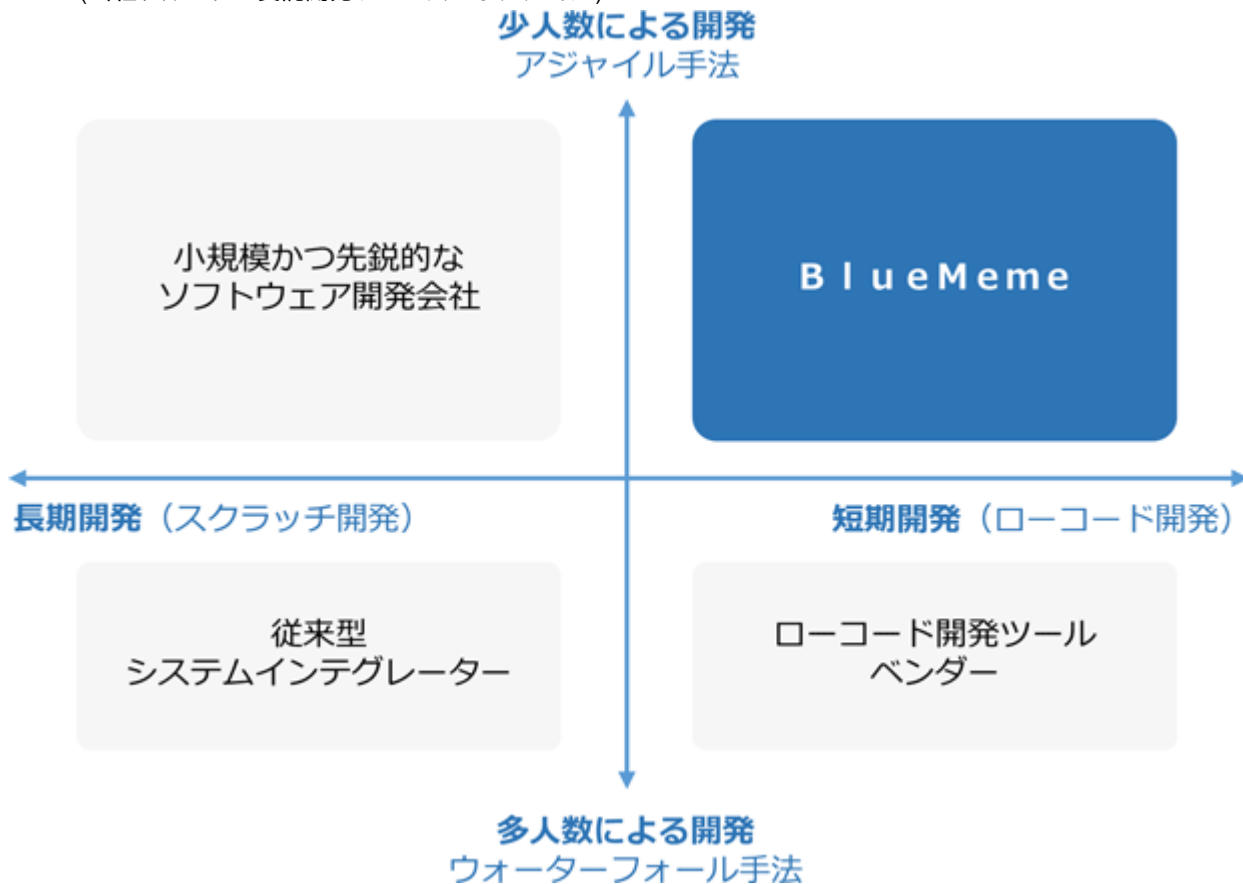 少人数による開発
アジャイル手法
小規模かつ先鋭的な
ソフトウェア開発会社
ＢｌｕｅＭｅｍｅ
長期開発（スクラッチ開発）
短期開発（ローコード開発）
従来型
システムインテグレーター
ローコード開発ツール
ベンダー
多人数による開発
ウォーターフォール手法